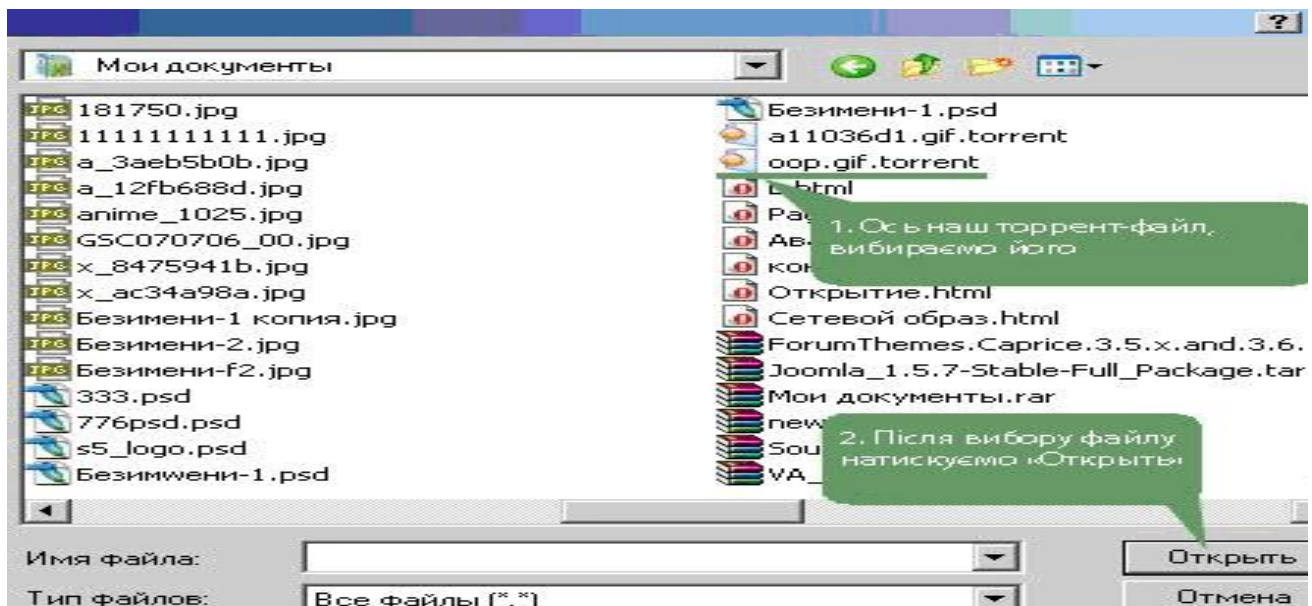 ?
Мои документы
181750.jpg
11111111111.jpg
a_3aeb5b0b.jpg
a_12fb688d.jpg
anime_1025.jpg
GSC070706_00.jpg
x_8475941b.jpg
x_ac34a98a.jpg
Безимени-1 копия.jpg
Безимени-2.jpg
Безимени-f2.jpg
333.psd
776psd.psd
s5_logo.psd
Безимwени-1.psd
Безимени-1.psd
a11036d1.gif.torrent
oop.gif.torrent
Открытие.html
Сетевой образ.html
ForumThemes.Caprice.3.5.x.and.3.6.
Joomla_1.5.7-Stable-Full_Package.tar
Мои документы.rar
new
Sou
VA_
1. Ось наш торрент-файл,
вибираємо його
2. Після вибору файлу
натискуємо «Открыть»
Имя файла:
Открыть
Тип файлов: Все файлы (*.*)
Отмена